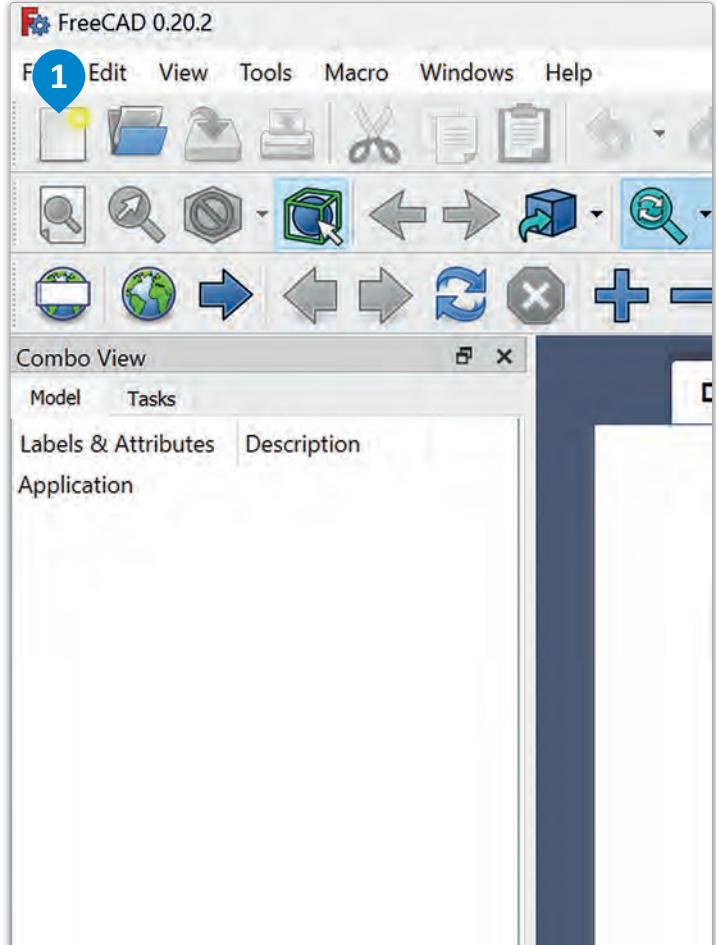 FreeCAD 0.20.2
Edit View Tools Macro Windows Help
1
Combo View
Model Tasks
Labels & Attributes Description
Application